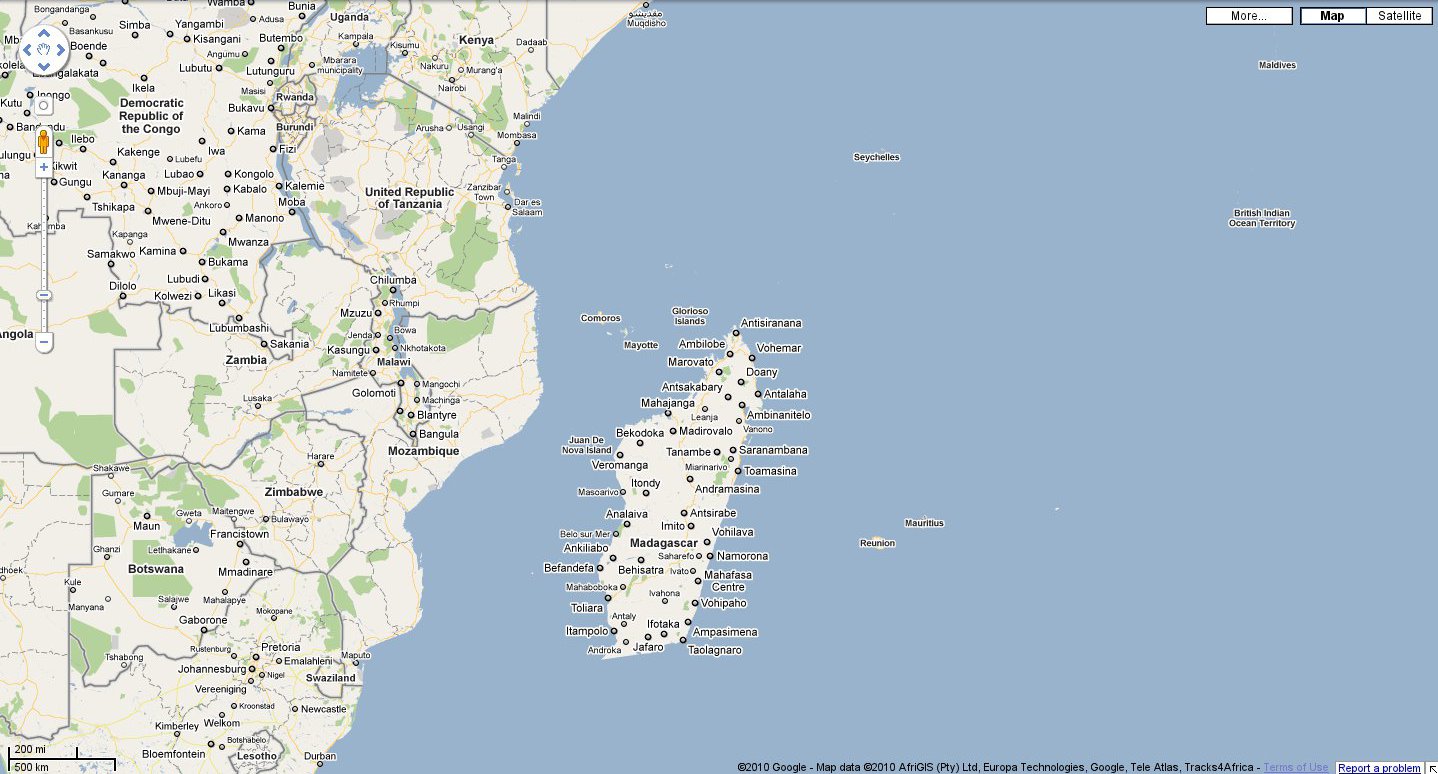 Bongandanga
Wamba
Bunia
Uganda
مقديشو
Muqdisho
More...
Map
Satellite
Simba
Yangambi
Adusa
Basankusu
Kisangani
Butembo
Kampala
Kisumu
Kenya
Dadaab
Boende
Angumu
Lubutu
Lutunguru
Mbarara
municipality
Nakuru
Murang'a
Nairobi
Maldives
Ikela
Masisi
Democratic
Republic of
the Congo
Bukavu
Rwanda
Burundi
Malindi
Mombasa
Arusha
Usangi
Kutu
Inongo
Kama
Ilebo
Iwa
Fizi
Tanga
Seychelles
Kakenge
Lubefu
Kikwit
Kananga
Lubao
Kongolo
Gungu
Mbuji-Mayi
Kabalo
Kalemie
United Republic
of Tanzania
Zanzibar
Town
Dar es
Salaam
Tshikapa
Ankoro
Moba
Mwene-Ditu
Manono
British Indian
Ocean Territory
Kapanga
Mwanza
Samakwo
Kamina
Bukama
Dilolo
Lubudi
Kolwezi
Likasi
Chilumba
Rhumpi
Mzuzu
Lubumbashi
Sakania
Jenda
Bowa
Nkhotakota
Kasungu
Angola
Zambia
Malawi
Namitete
Mangochi
Golomoti
Machinga
Lusaka
Blantyre
Bangula
Mozambique
Comoros
Mayotte
Glorioso
Islands
Antisiranana
Ambilobe
Vohemar
Marovato
Doany
Antsakabary
Antalaha
Mahajanga
Leanja
Ambinanitelo
Vanono
Bekodoka
Madirovalo
Juan De
Nova Island
Tanambe
Saranambana
Veromanga
Miarinarivo
Toamasina
Itondy
Masoarivo
Andramasina
Shakawe
Harare
Gumare
Zimbabwe
Maun
Gweta
Maitengwe
Bulawayo
Analaiva
Antsirabe
Imito
Vohilava
Mauritius
Belo sur Mer
Ghanzi
Letlhakane
Francistown
Ankiliabo
Madagascar
Saharefo
Namorona
Reunion
Botswana
Mmadinare
Befandefa
Behisatra
Ivato
Mahafasa
Centre
Kule
Mahaboboka
Ivahona
Manyana
Salajwe
Mahalapye
Toliara
Vohipaho
Mokopane
Gaborone
Antaly
Itampolo
Ifotaka
Ampasimena
Rustenburg
Pretoria
Androka
Jafaro
Taolagnaro
Tshabong
Emalahleni
Maputo
Johannesburg
Nigel
Swaziland
Vereeniging
Kroonstad
Newcastle
Welkom
Kimberley
Botshabelo
Bloemfontein
Lesotho
Durban
200 mi
500 km
©2010 Google - Map data ©2010 AfriGIS (Pty) Ltd, Europa Technologies, Google, Tele Atlas, Tracks4Africa - Terms of Use
Report a problem